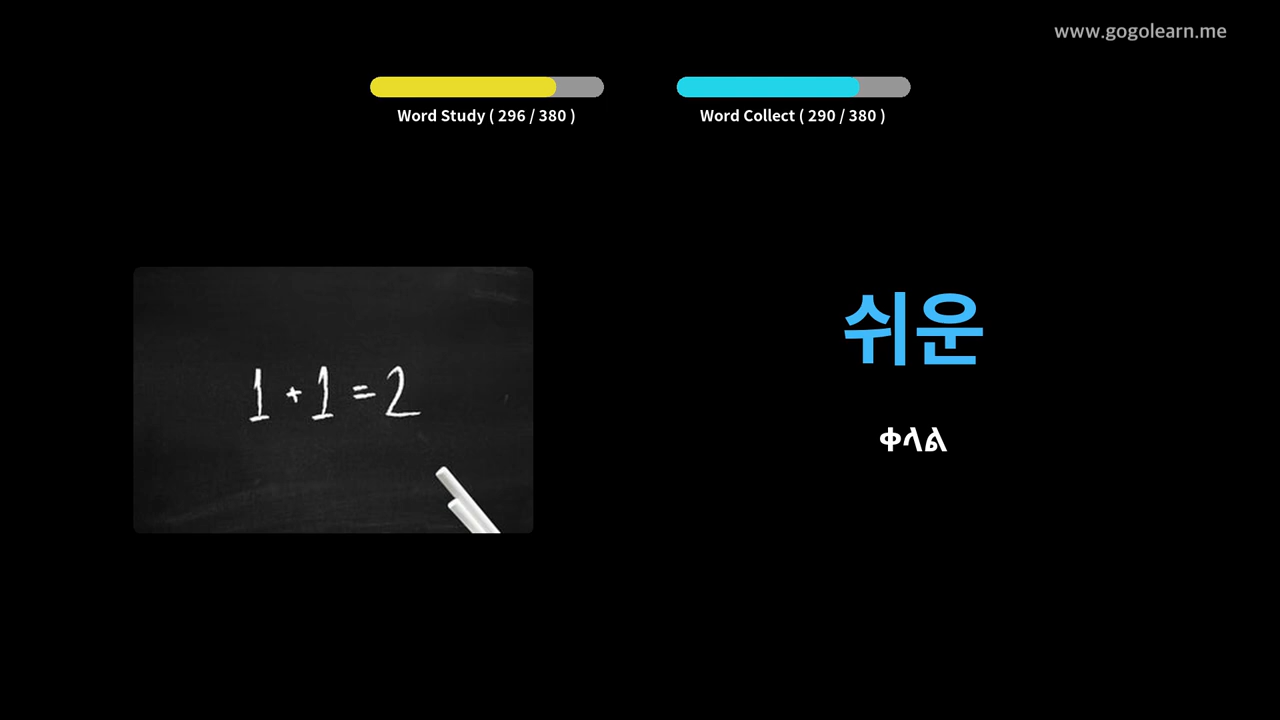 www.gogolearn.me
Word Study ( 296 / 380 )
Word Collect ( 290 / 380 )
1 + 1 = 2
쉬운
ቀላል